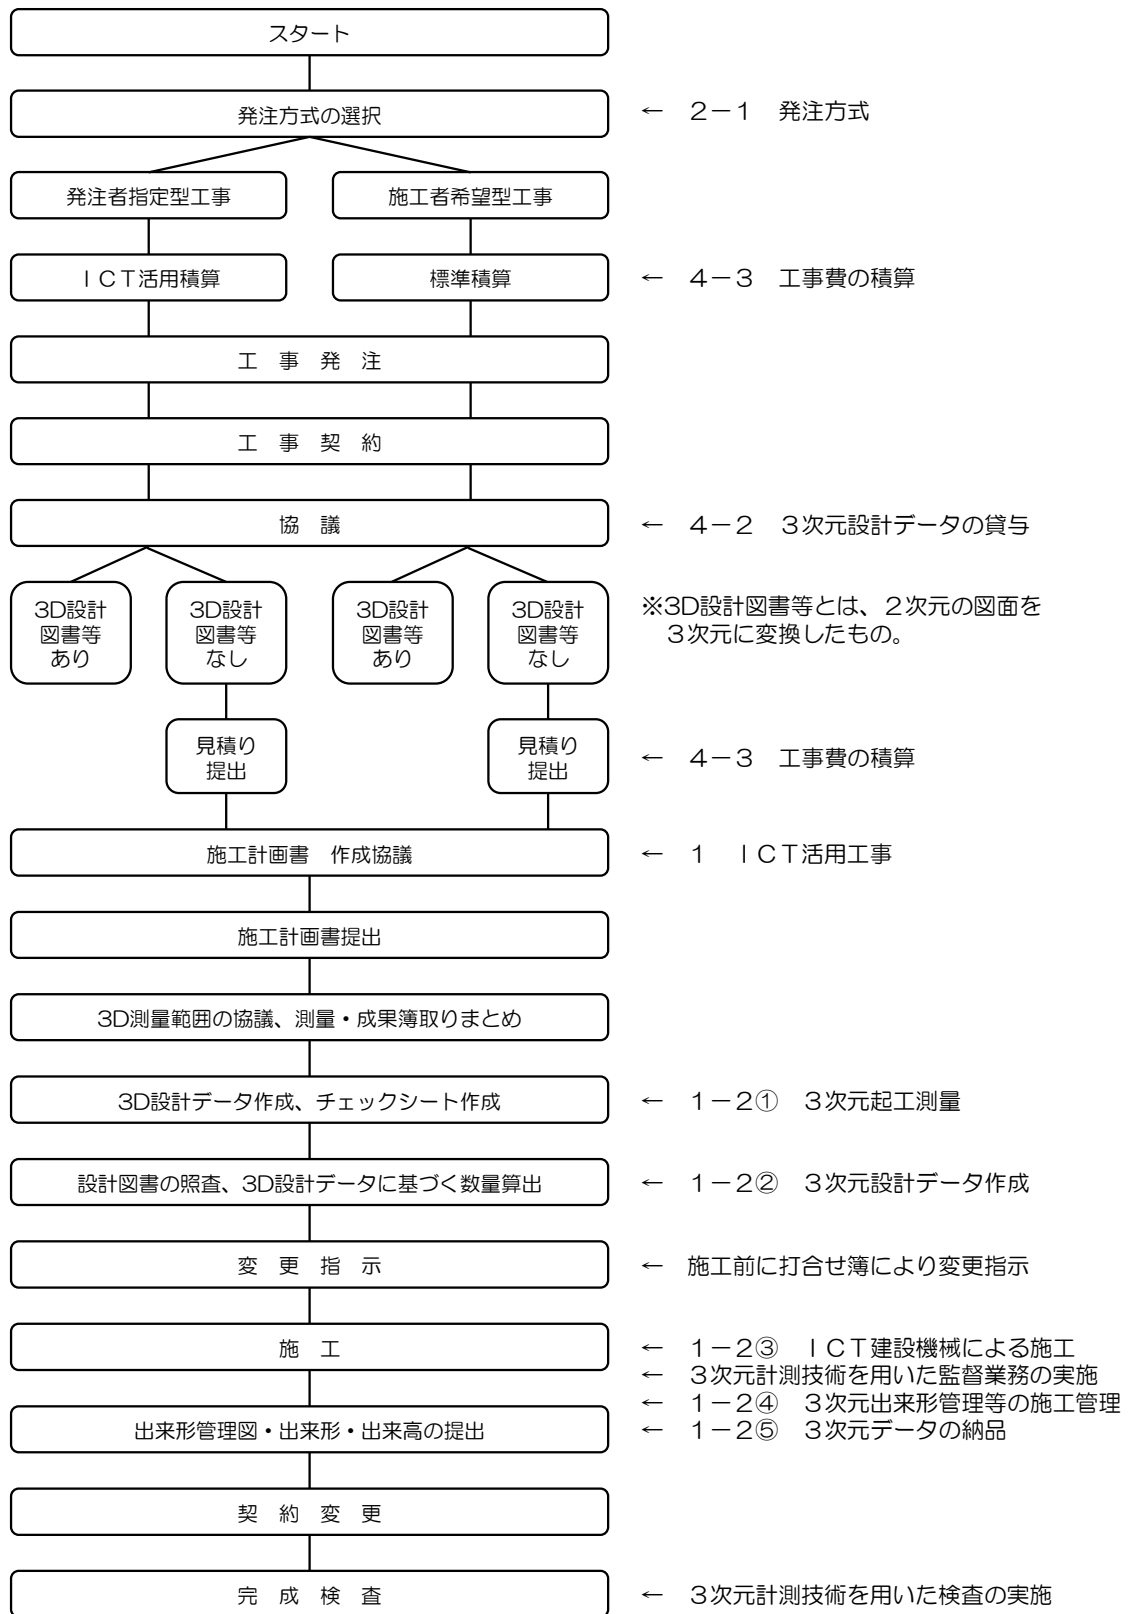 スタート
発注方式の選択
← 2－1　発注方式
発注者指定型工事
施工者希望型工事
ＩＣＴ活用積算
標準積算
← 4－3　工事費の積算
工　事　発　注
工　事　契　約
協　議
← 4－2　３次元設計データの貸与
3D設計
図書等
あり
3D設計
図書等
なし
3D設計
図書等
あり
3D設計
図書等
なし
※3D設計図書等とは、２次元の図面を
３次元に変換したもの。
見積り
提出
見積り
提出
← 4－3　工事費の積算
施工計画書　作成協議
← 1　ＩＣＴ活用工事
施工計画書提出
3D測量範囲の協議、測量・成果簿取りまとめ
3D設計データ作成、チェックシート作成
← 1－2①　３次元起工測量
設計図書の照査、3D設計データに基づく数量算出
← 1－2②　３次元設計データ作成
変　更　指　示
← 施工前に打合せ簿により変更指示
施　工
← 1－2③　ＩＣＴ建設機械による施工
← ３次元計測技術を用いた監督業務の実施
← 1－2④　３次元出来形管理等の施工管理
出来形管理図・出来形・出来高の提出
← 1－2⑤　３次元データの納品
契　約　変　更
完　成　検　査
← ３次元計測技術を用いた検査の実施